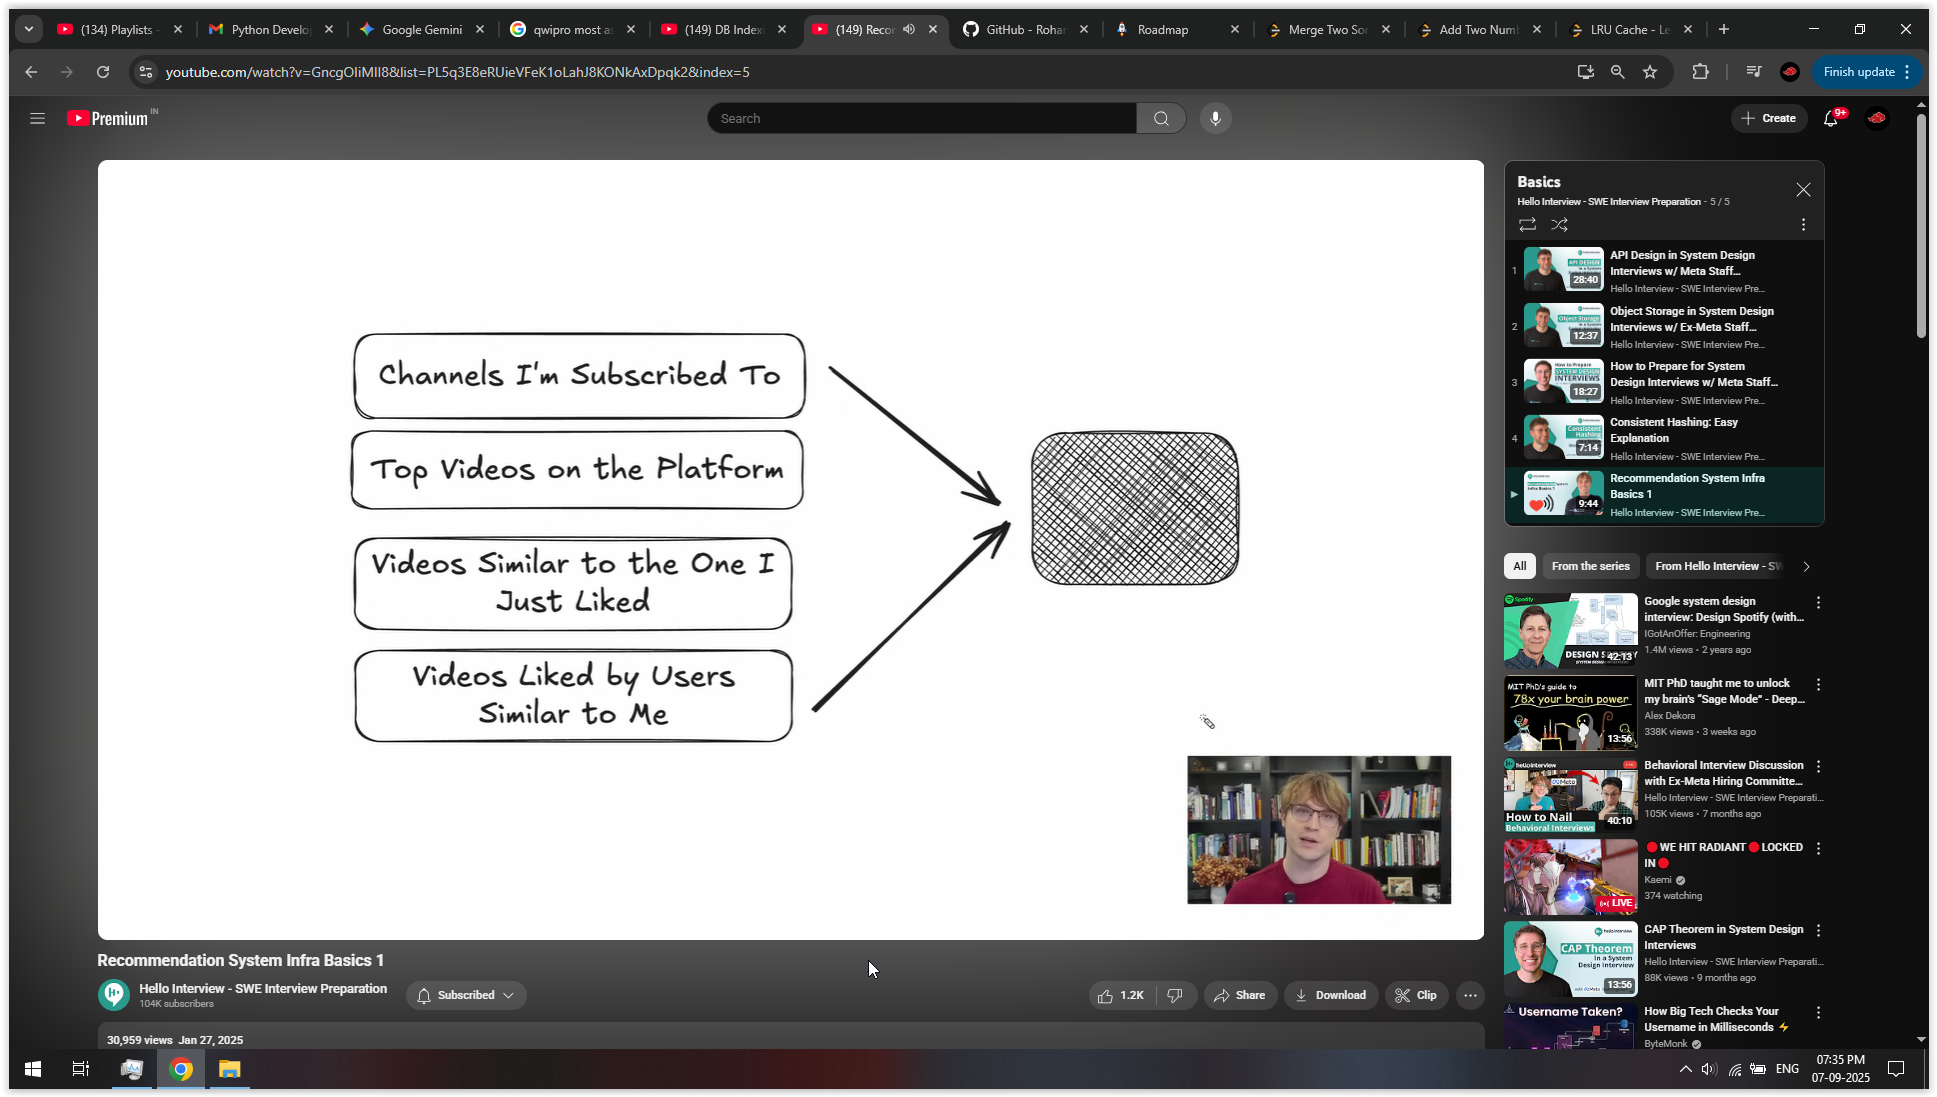 (134) Playlists -
Python Develo
Google Gemini
qwipro most as
(149) DB Indexi
(149) Reco
GitHub - Rohan
Roadmap
Merge Two Sor
Add Two Numb
LRU Cache - Le
youtube.com/watch?v=GncgOIiMII8&list=PL5q3E8eRUieVFeK1oLahJ8KONkAxDpqk2&index=5
Finish update
Premium IN
Search
Create
9+
Channels I'm Subscribed To
Top Videos on the Platform
Videos Similar to the One I
Just Liked
Videos Liked by Users
Similar to Me
Recommendation System Infra Basics 1
Hello Interview - SWE Interview Preparation
104K subscribers
Subscribed
1.2K
Share
Download
Clip
30,959 views Jan 27, 2025
Basics
Hello Interview - SWE Interview Preparation - 5 / 5
1
28:40
API Design in System Design
Interviews w/ Meta Staff...
Hello Interview - SWE Interview Pre...
2
12:37
Object Storage in System Design
Interviews w/ Ex-Meta Staff...
Hello Interview - SWE Interview Pre...
3
18:27
How to Prepare for System
Design Interviews w/ Meta Staff...
Hello Interview - SWE Interview Pre...
4
7:14
Consistent Hashing: Easy
Explanation
Hello Interview - SWE Interview Pre...
9:44
Recommendation System Infra
Basics 1
Hello Interview - SWE Interview Pre...
All
From the series
From Hello Interview - SW
Spotify
42:13
Google system design
interview: Design Spotify (with...
IGotAnOffer: Engineering
1.4M views • 2 years ago
MIT PhD's guide to
78x your brain power
13:56
MIT PhD taught me to unlock
my brain's "Sage Mode" - Deep...
Alex Dekora
338K views • 3 weeks ago
hellointerview
Meta
How to Nail
Behavioral Interviews
40:10
Behavioral Interview Discussion
with Ex-Meta Hiring Committe...
Hello Interview - SWE Interview Preparati...
105K views • 7 months ago
LIVE
🔴WE HIT RADIANT🔴LOCKED
IN🔴
Kaemi
374 watching
hellointerview
CAP Theorem
In a System
Design Interview
13:56
CAP Theorem in System Design
Interviews
Hello Interview - SWE Interview Preparati...
88K views • 9 months ago
Username Taken?
How Big Tech Checks Your
Username in Milliseconds ⚡
ByteMonk
ENG
07:35 PM
07-09-2025